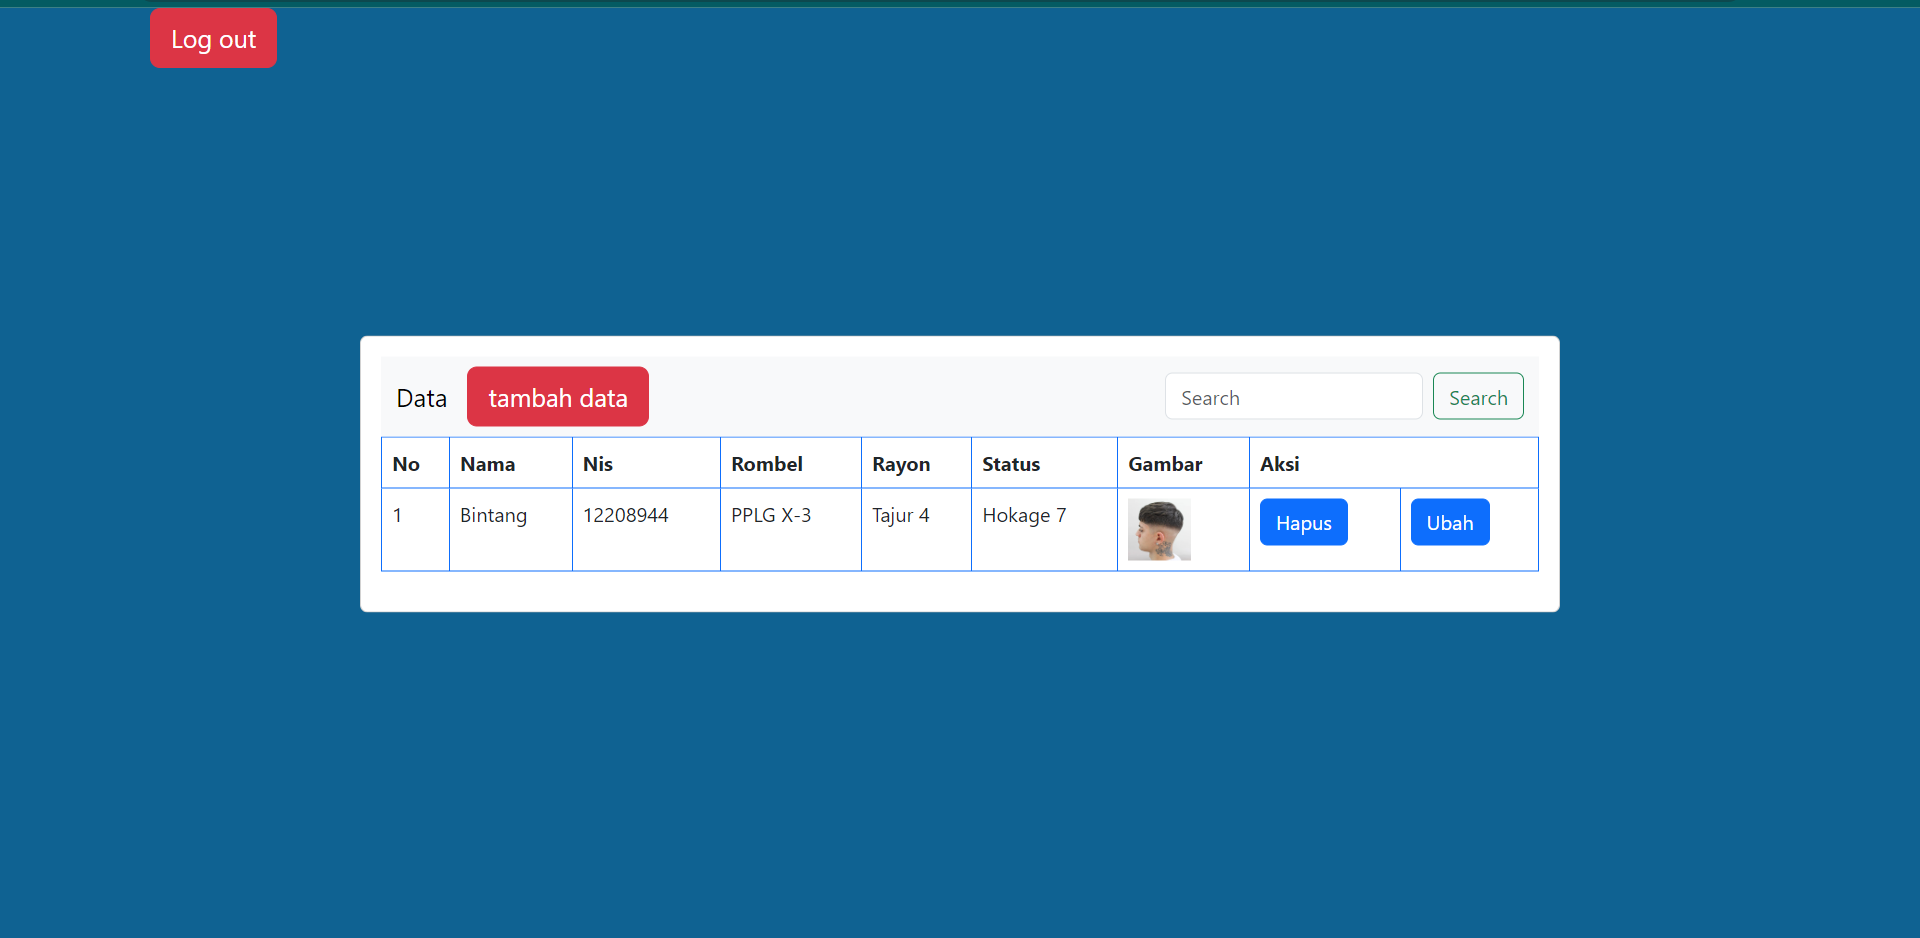 Log out
Data tambah data Search Search
No Nama Nis Rombel Rayon Status Gambar Aksi
1 Bintang 12208944 PPLG X-3 Tajur 4 Hokage 7 Hapus Ubah